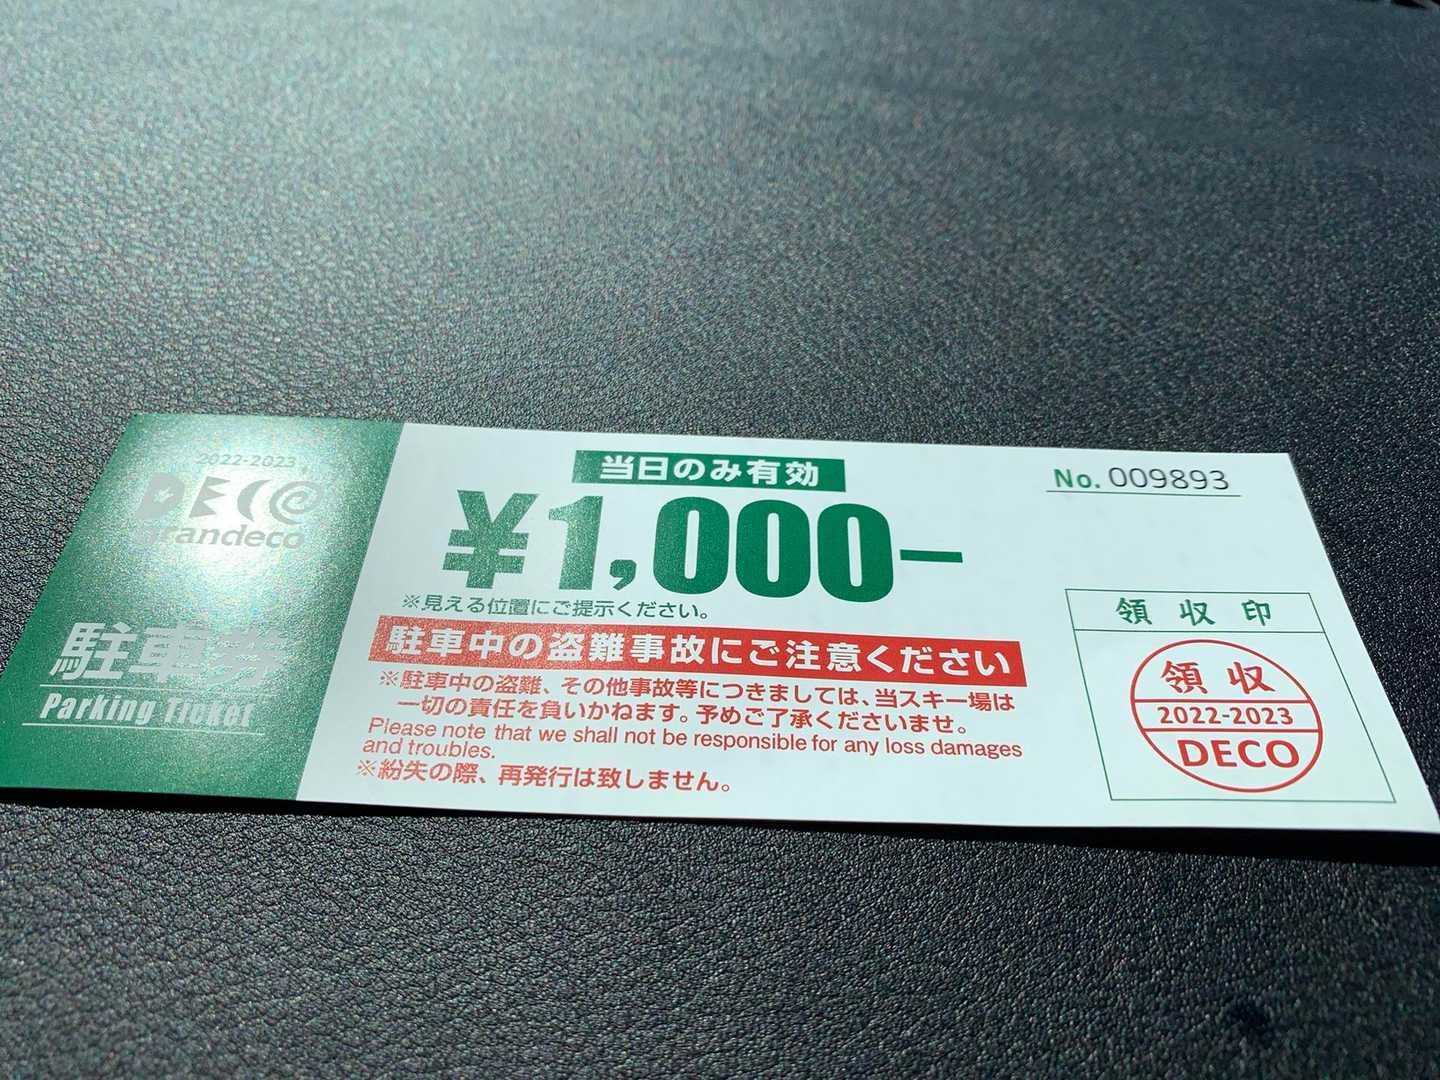 2022-2023
DECO
grandeco
駐車券
Parking Ticket
当日のみ有効
¥1,000−
※見える位置にご提示ください。
駐車中の盗難事故にご注意ください
※駐車中の盗難、その他事故等につきましては、当スキー場は
一切の責任を負いかねます。予めご了承くださいませ。
Please note that we shall not be responsible for any loss damages
and troubles.
※紛失の際、再発行は致しません。
No. 009893
領収印
領収
2022-2023
DECO